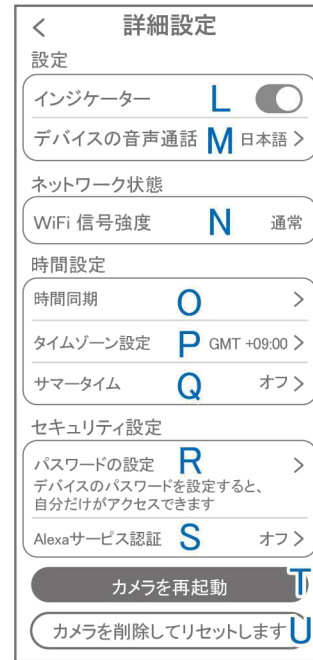 < 詳細設定
設定
インジケーター L
デバイスの音声通話 M 日本語 >
ネットワーク状態
WiFi 信号強度 N 通常
時間設定
時間同期 O >
タイムゾーン設定 P GMT +09:00 >
サマータイム Q オフ >
セキュリティ設定
パスワードの設定 R >
デバイスのパスワードを設定すると、
自分だけがアクセスできます
Alexaサービス認証 S オフ >
カメラを再起動 T
カメラを削除してリセットします U